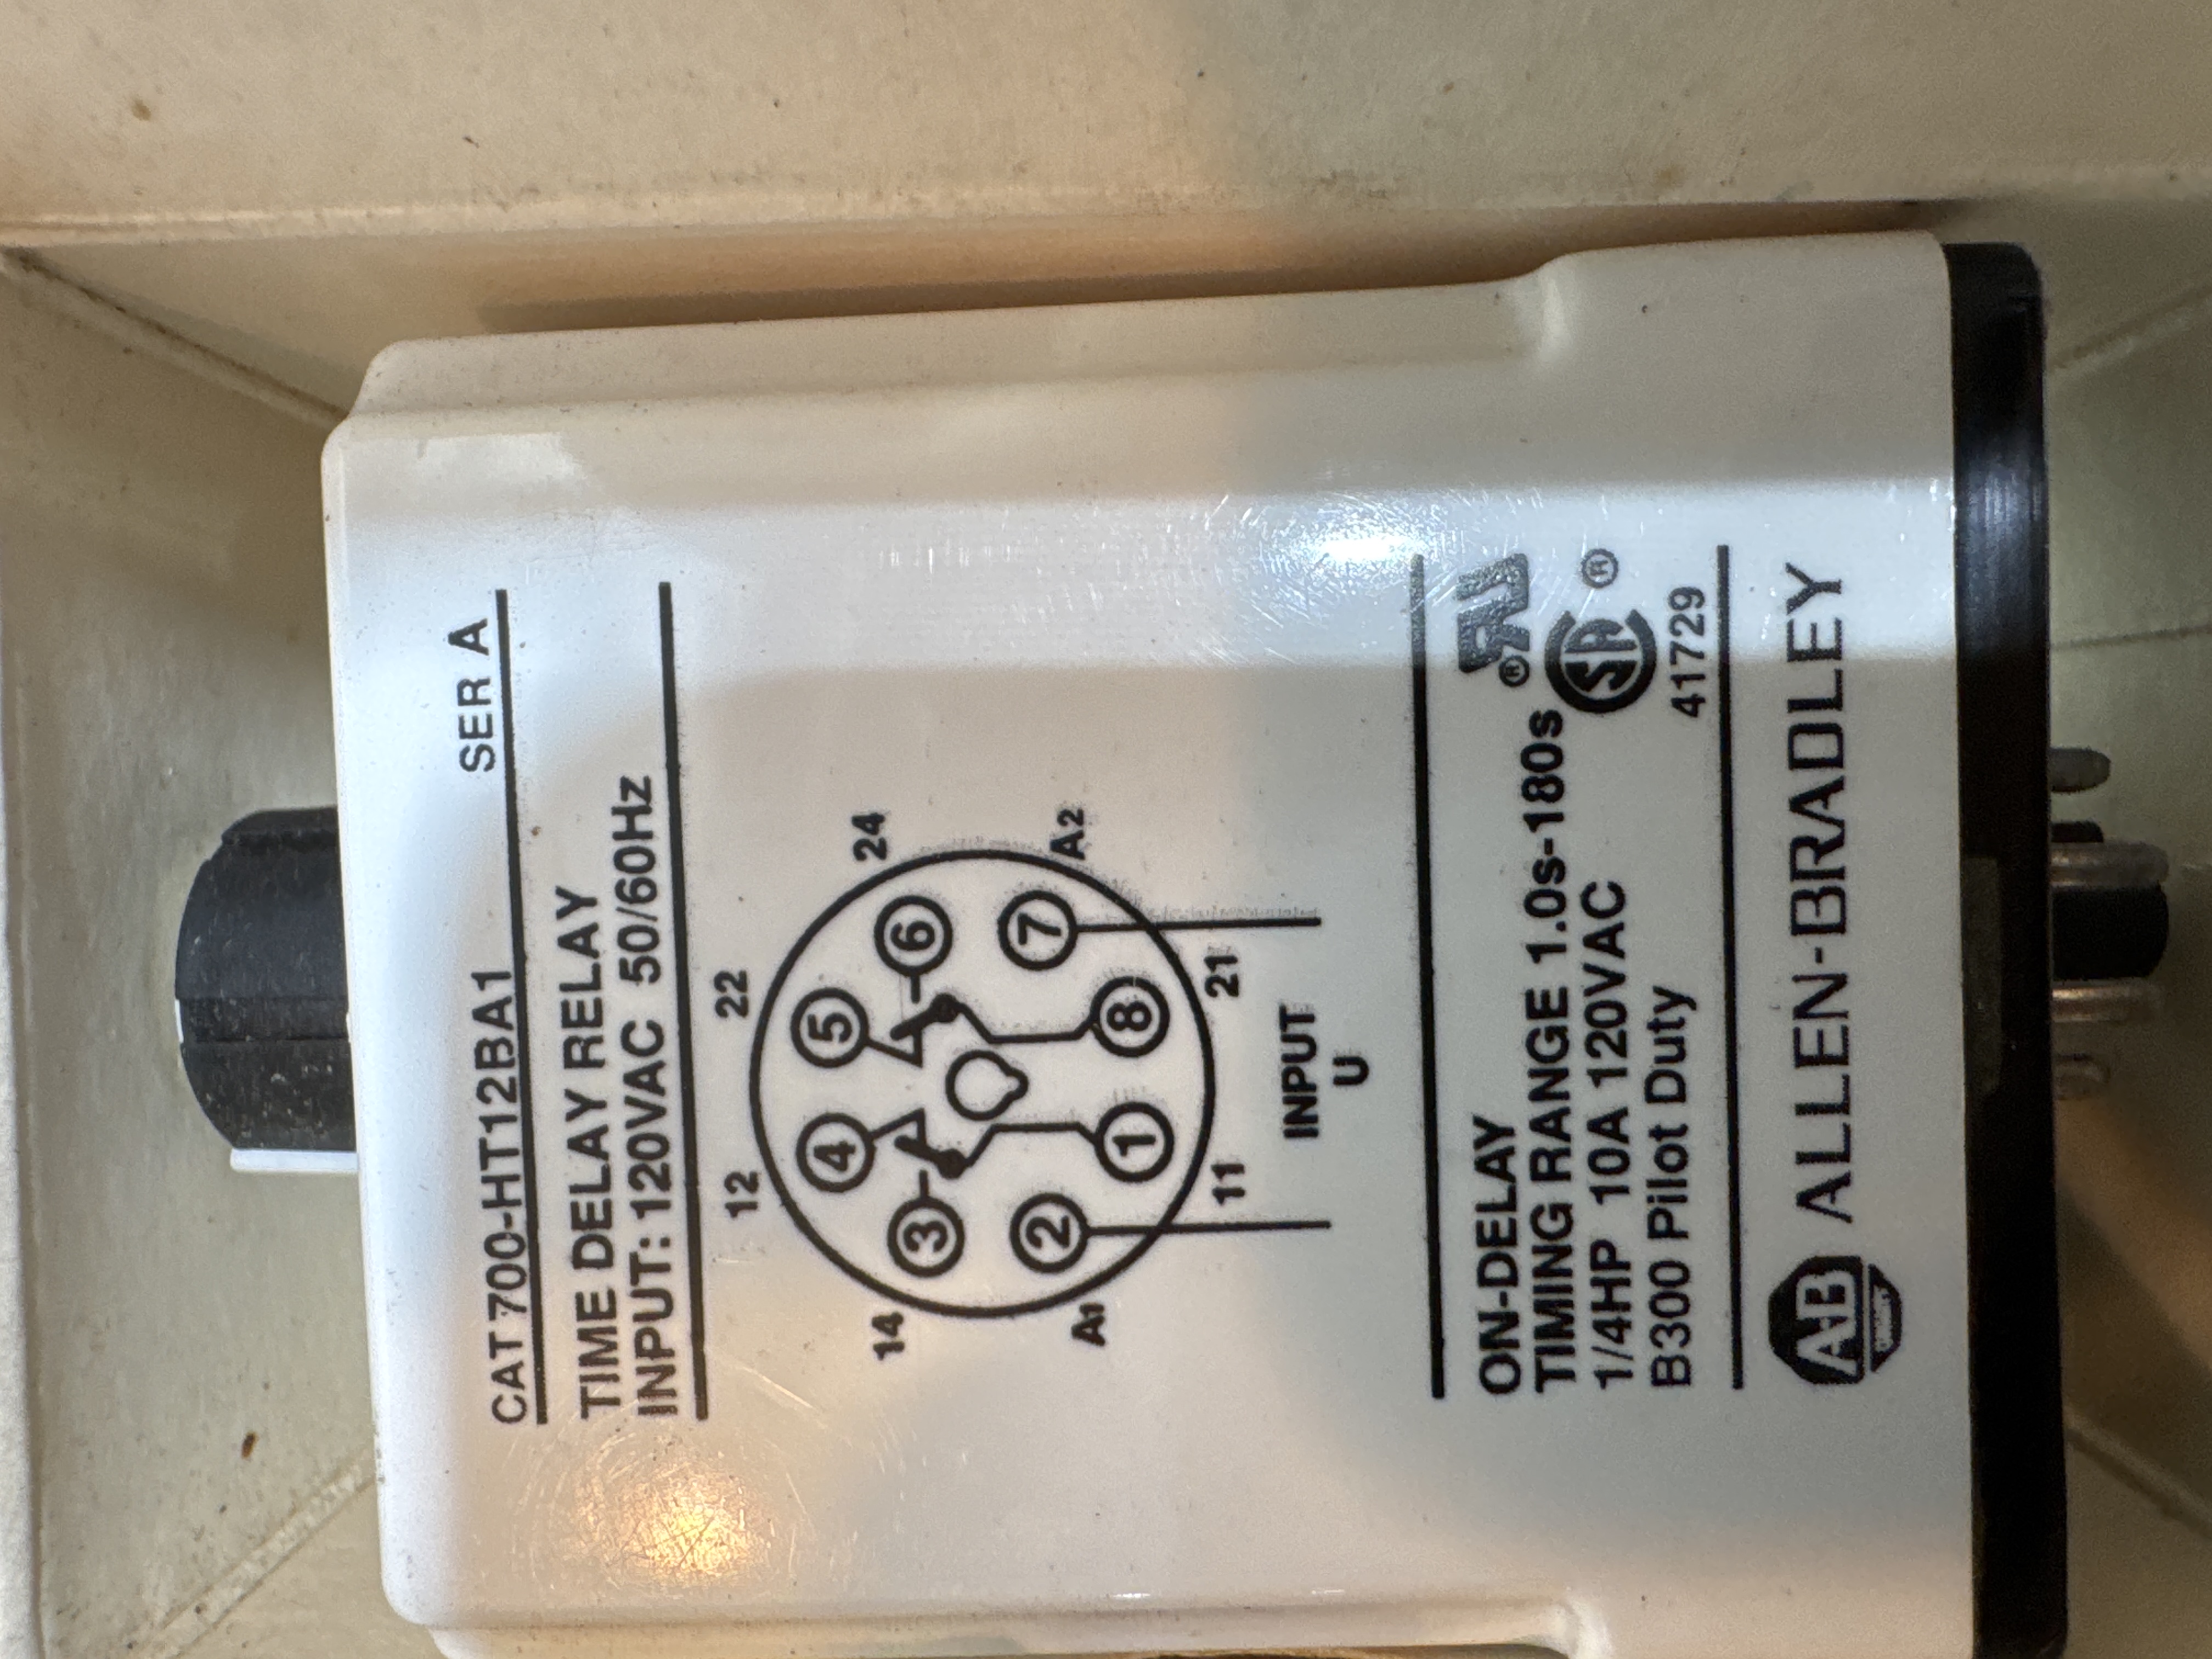 CAT 700-HT12BA1 SER A
TIME DELAY RELAY
INPUT: 120VAC 50/60Hz
12 22
14 24
4 5
3 6
2 7
1 8
A1 A2
11 21
INPUT
U
ON-DELAY
TIMING RANGE 1.0s-180s
1/4HP 10A 120VAC
B300 Pilot Duty
® RU
SA ®
41729
AB ALLEN-BRADLEY